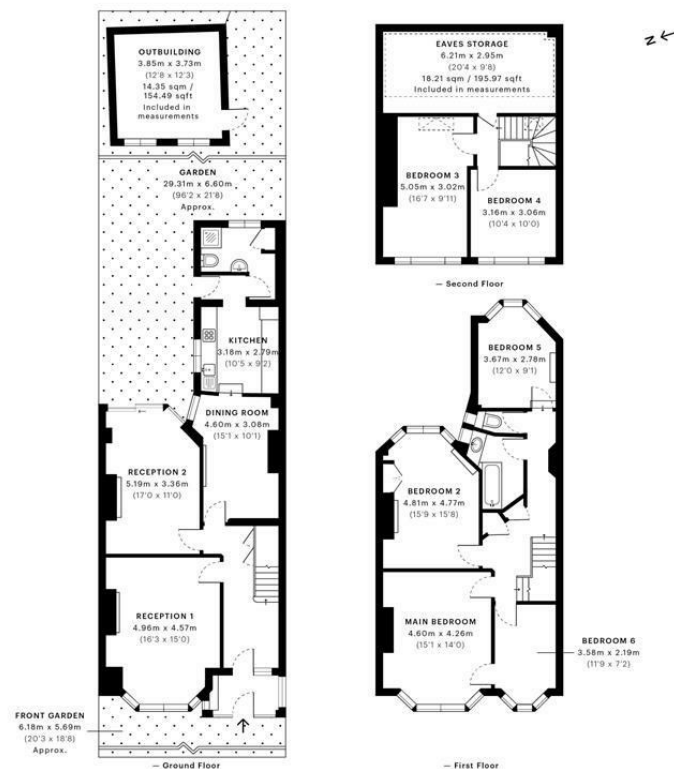 OUTBUILDING
3.85m x 3.73m
(12'8 x 12'3)
14.35 sqm /
154.49 sqft
Included in
measurements
GARDEN
29.31m x 6.60m
(96'2 x 21'8)
Approx.
KITCHEN
3.18m x 2.79m
(10'5 x 9'2)
DINING ROOM
4.60m x 3.08m
(15'1 x 10'1)
RECEPTION 2
5.19m x 3.36m
(17'0 x 11'0)
RECEPTION 1
4.96m x 4.57m
(16'3 x 15'0)
FRONT GARDEN
6.18m x 5.69m
(20'3 x 18'8)
Approx.
— Ground Floor
N
EAVES STORAGE
6.21m x 2.95m
(20'4 x 9'8)
18.21 sqm / 195.97 sqft
Included in measurements
BEDROOM 3
5.05m x 3.02m
(16'7 x 9'11)
BEDROOM 4
3.16m x 3.06m
(10'4 x 10'0)
— Second Floor
BEDROOM 5
3.67m x 2.78m
(12'0 x 9'1)
BEDROOM 2
4.81m x 4.77m
(15'9 x 15'8)
MAIN BEDROOM
4.60m x 4.26m
(15'1 x 14'0)
BEDROOM 6
3.58m x 2.19m
(11'9 x 7'2)
— First Floor